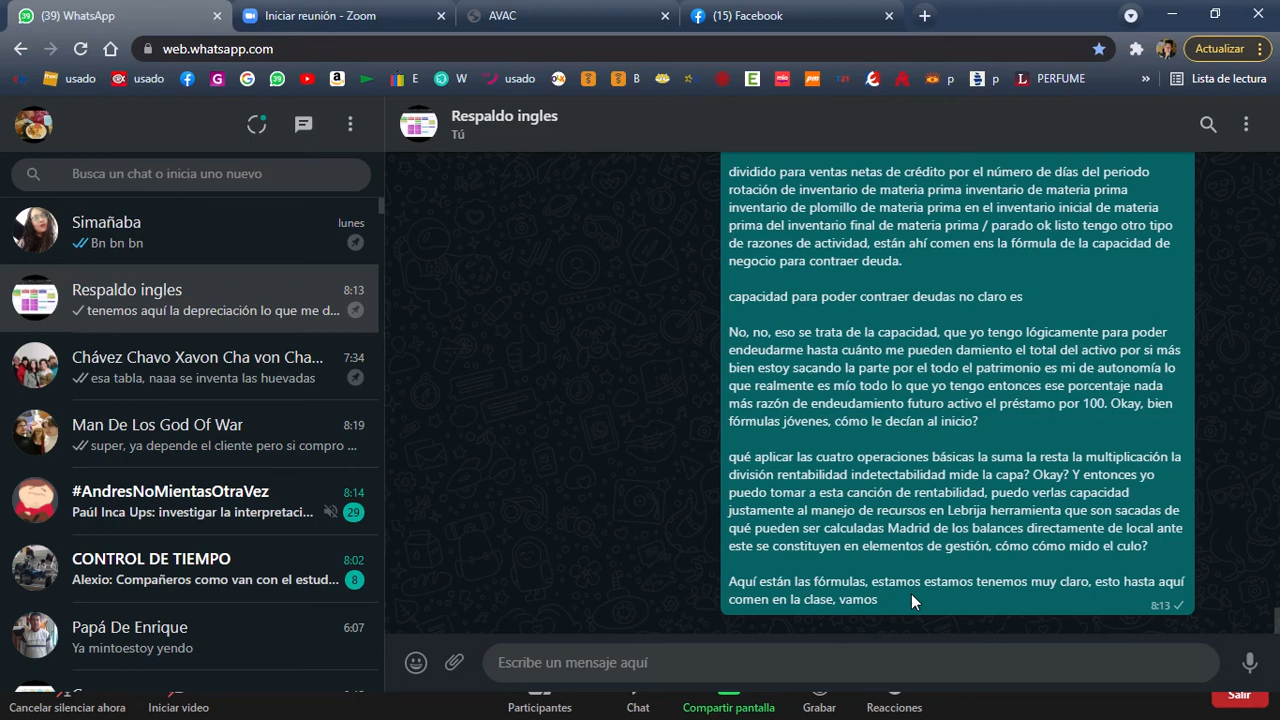 (39) WhatsApp
Iniciar reunión - Zoom
AVAC
(15) Facebook
web.whatsapp.com
Actualizar
usado
usado
E
W
usado
B
p
p
PERFUME
»
Lista de lectura
Respaldo ingles
Tú
Busca un chat o inicia uno nuevo
Simañaba
lunes
Bn bn bn
Respaldo ingles
8:13
tenemos aquí la depreciación lo que me d...
Chávez Chavo Xavon Cha von Cha...
7:34
esa tabla, naaa se inventa las huevadas
Man De Los God Of War
8:19
super, ya depende el cliente pero si compro ...
#AndresNoMientasOtraVez
8:14
Paúl Inca Ups: investigar la interpretaci...
29
CONTROL DE TIEMPO
8:02
Alexio: Compañeros como van con el estud...
8
Papá De Enrique
6:07
Ya mintoestoy yendo
dividido para ventas netas de crédito por el número de días del periodo
rotación de inventario de materia prima inventario de materia prima
inventario de plomillo de materia prima en el inventario inicial de materia
prima del inventario final de materia prima / parado ok listo tengo otro tipo
de razones de actividad, están ahí comen ens la fórmula de la capacidad de
negocio para contraer deuda.
capacidad para poder contraer deudas no claro es
No, no, eso se trata de la capacidad, que yo tengo lógicamente para poder
endeudarme hasta cuánto me pueden damiento el total del activo por si más
bien estoy sacando la parte por el todo el patrimonio es mi de autonomía lo
que realmente es mío todo lo que yo tengo entonces ese porcentaje nada
más razón de endeudamiento futuro activo el préstamo por 100. Okay, bien
fórmulas jóvenes, cómo le decían al inicio?
qué aplicar las cuatro operaciones básicas la suma la resta la multiplicación la
división rentabilidad indetectabilidad mide la capa? Okay? Y entonces yo
puedo tomar a esta canción de rentabilidad, puedo verlas capacidad
justamente al manejo de recursos en Lebrija herramienta que son sacadas de
qué pueden ser calculadas Madrid de los balances directamente de local ante
este se constituyen en elementos de gestión, cómo cómo mido el culo?
Aquí están las fórmulas, estamos estamos tenemos muy claro, esto hasta aquí
comen en la clase, vamos
8:13
Escribe un mensaje aquí
Cancelar silenciar ahora
Iniciar video
Participantes
Chat
Compartir pantalla
Grabar
Reacciones
Salir